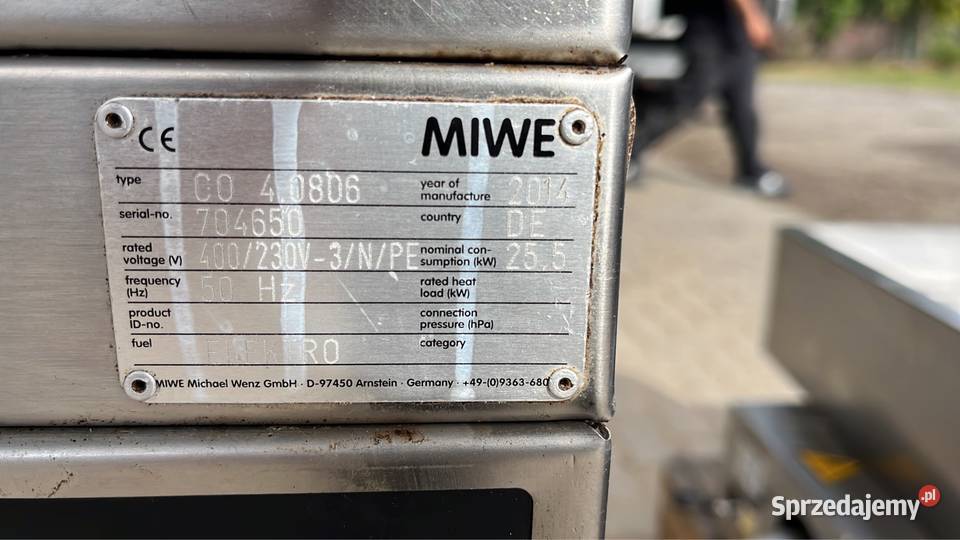 CE MIWE
type CO 4.0806 year of manufacture 2014
serial-no. 704650 country DE
rated voltage (V) 400/230V-3/N/PE nominal con-sumption (kW) 25.5
frequency (Hz) 50 Hz rated heat load (kW)
product ID-no. connection pressure (hPa)
fuel ELEKTRO category
MIWE Michael Wenz GmbH · D-97450 Arnstein · Germany · +49-(0)9363-680
Sprzedajemy.pl